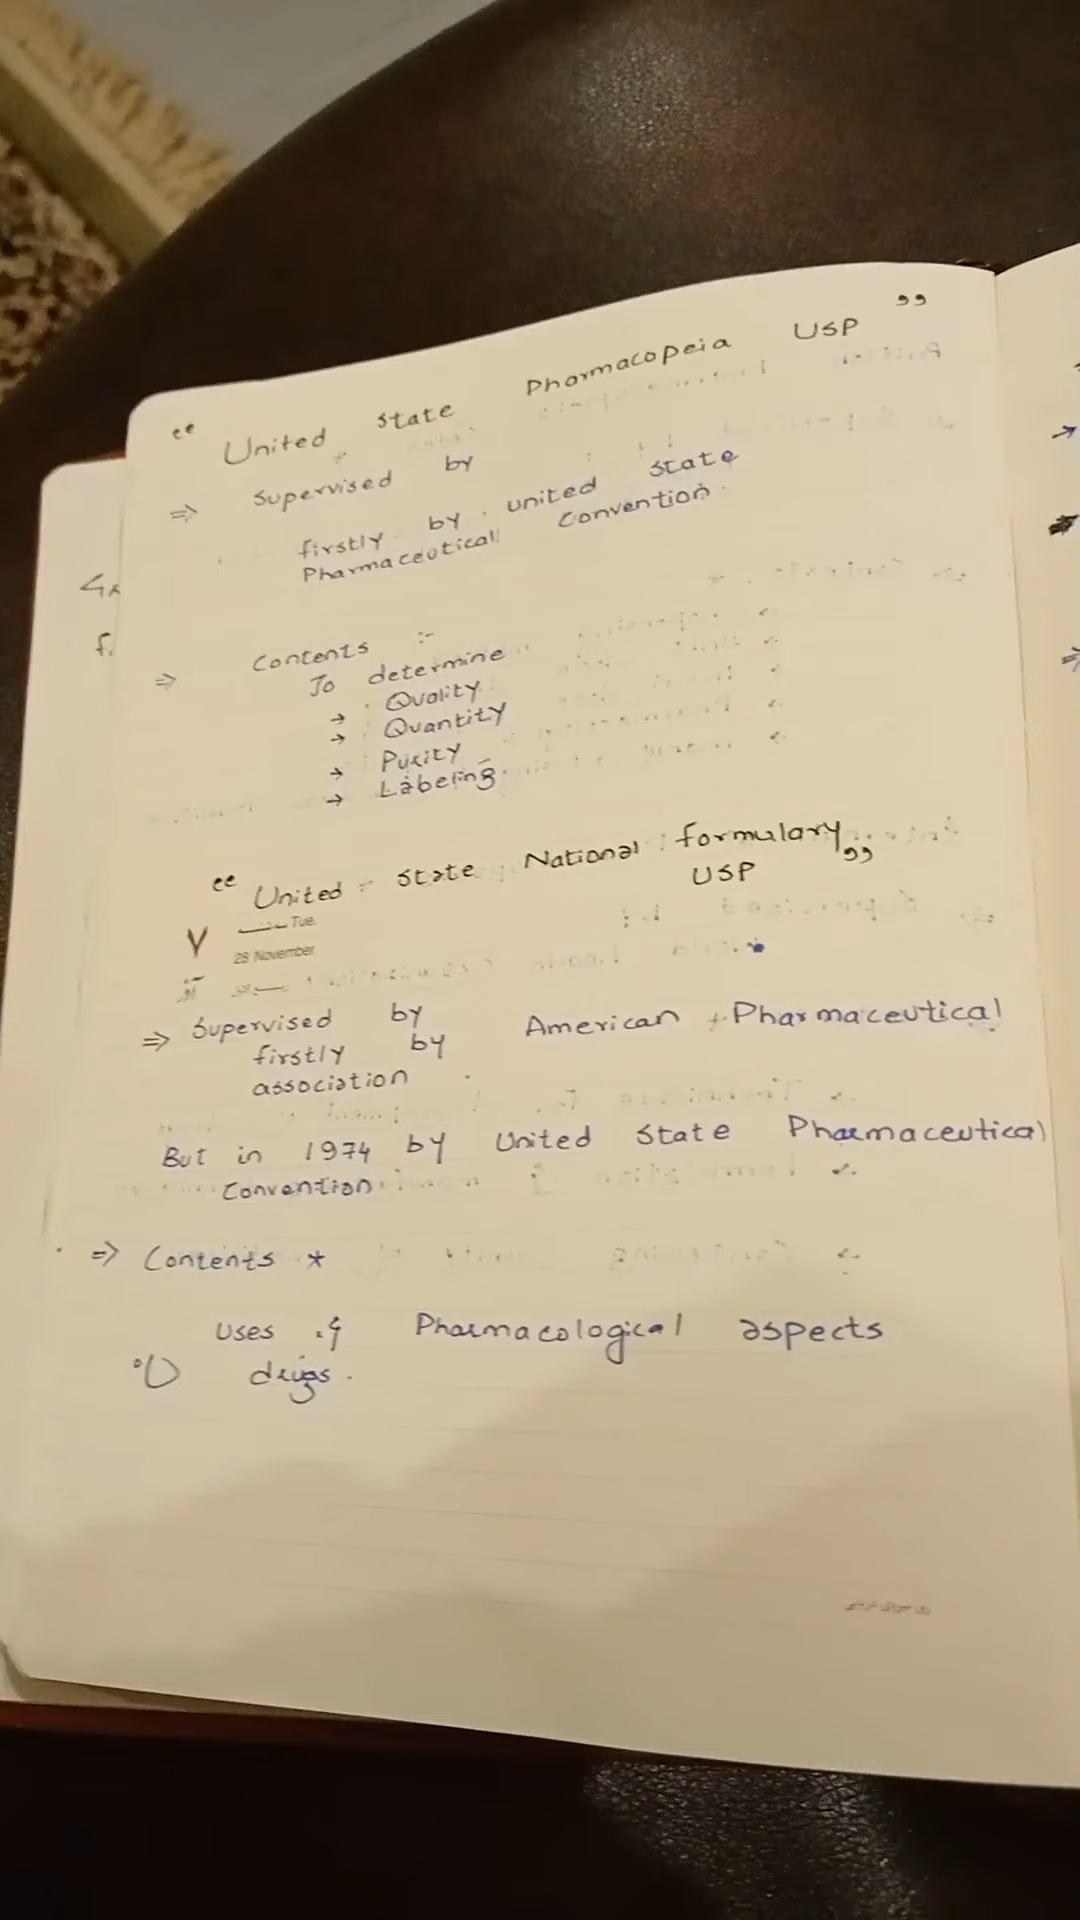 “ United State Pharmacopeia USP ”
⇒ Supervised by
firstly by united state
Pharmaceutical Convention.
⇒ Contents :-
To determine
→ Quality
→ Quantity
→ Purity
→ Labeling
“ United state National formulary ”
USP
Tue.
28 November
⇒ Supervised by
firstly by American Pharmaceutical
association
But in 1974 by United State Pharmaceutical
Convention
⇒ Contents *
Uses & Pharmacological aspects
drugs.